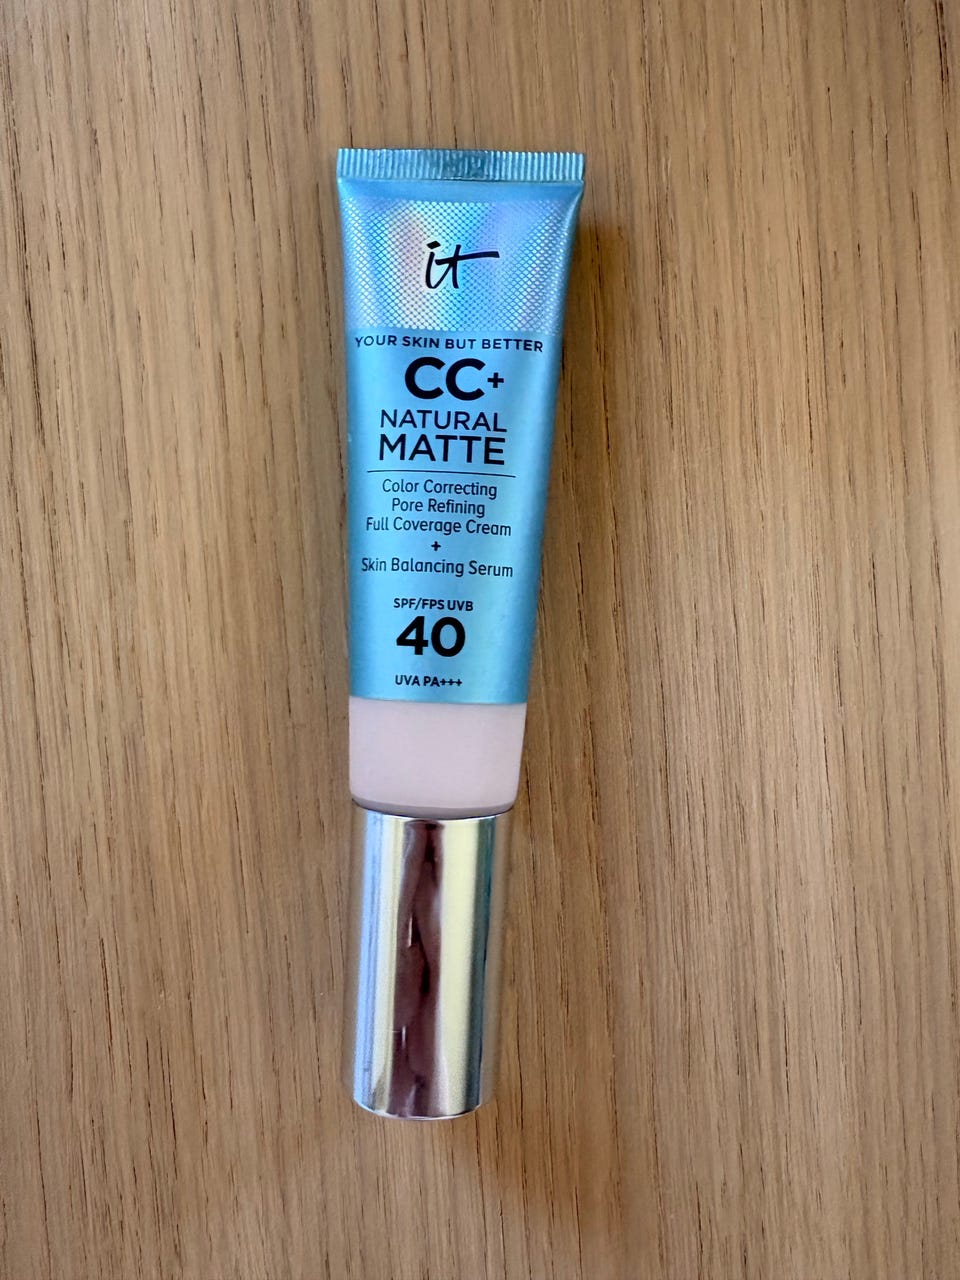 it
YOUR SKIN BUT BETTER
CC+
NATURAL
MATTE
Color Correcting
Pore Refining
Full Coverage Cream
+
Skin Balancing Serum
SPF/FPS UVB
40
UVA PA+++